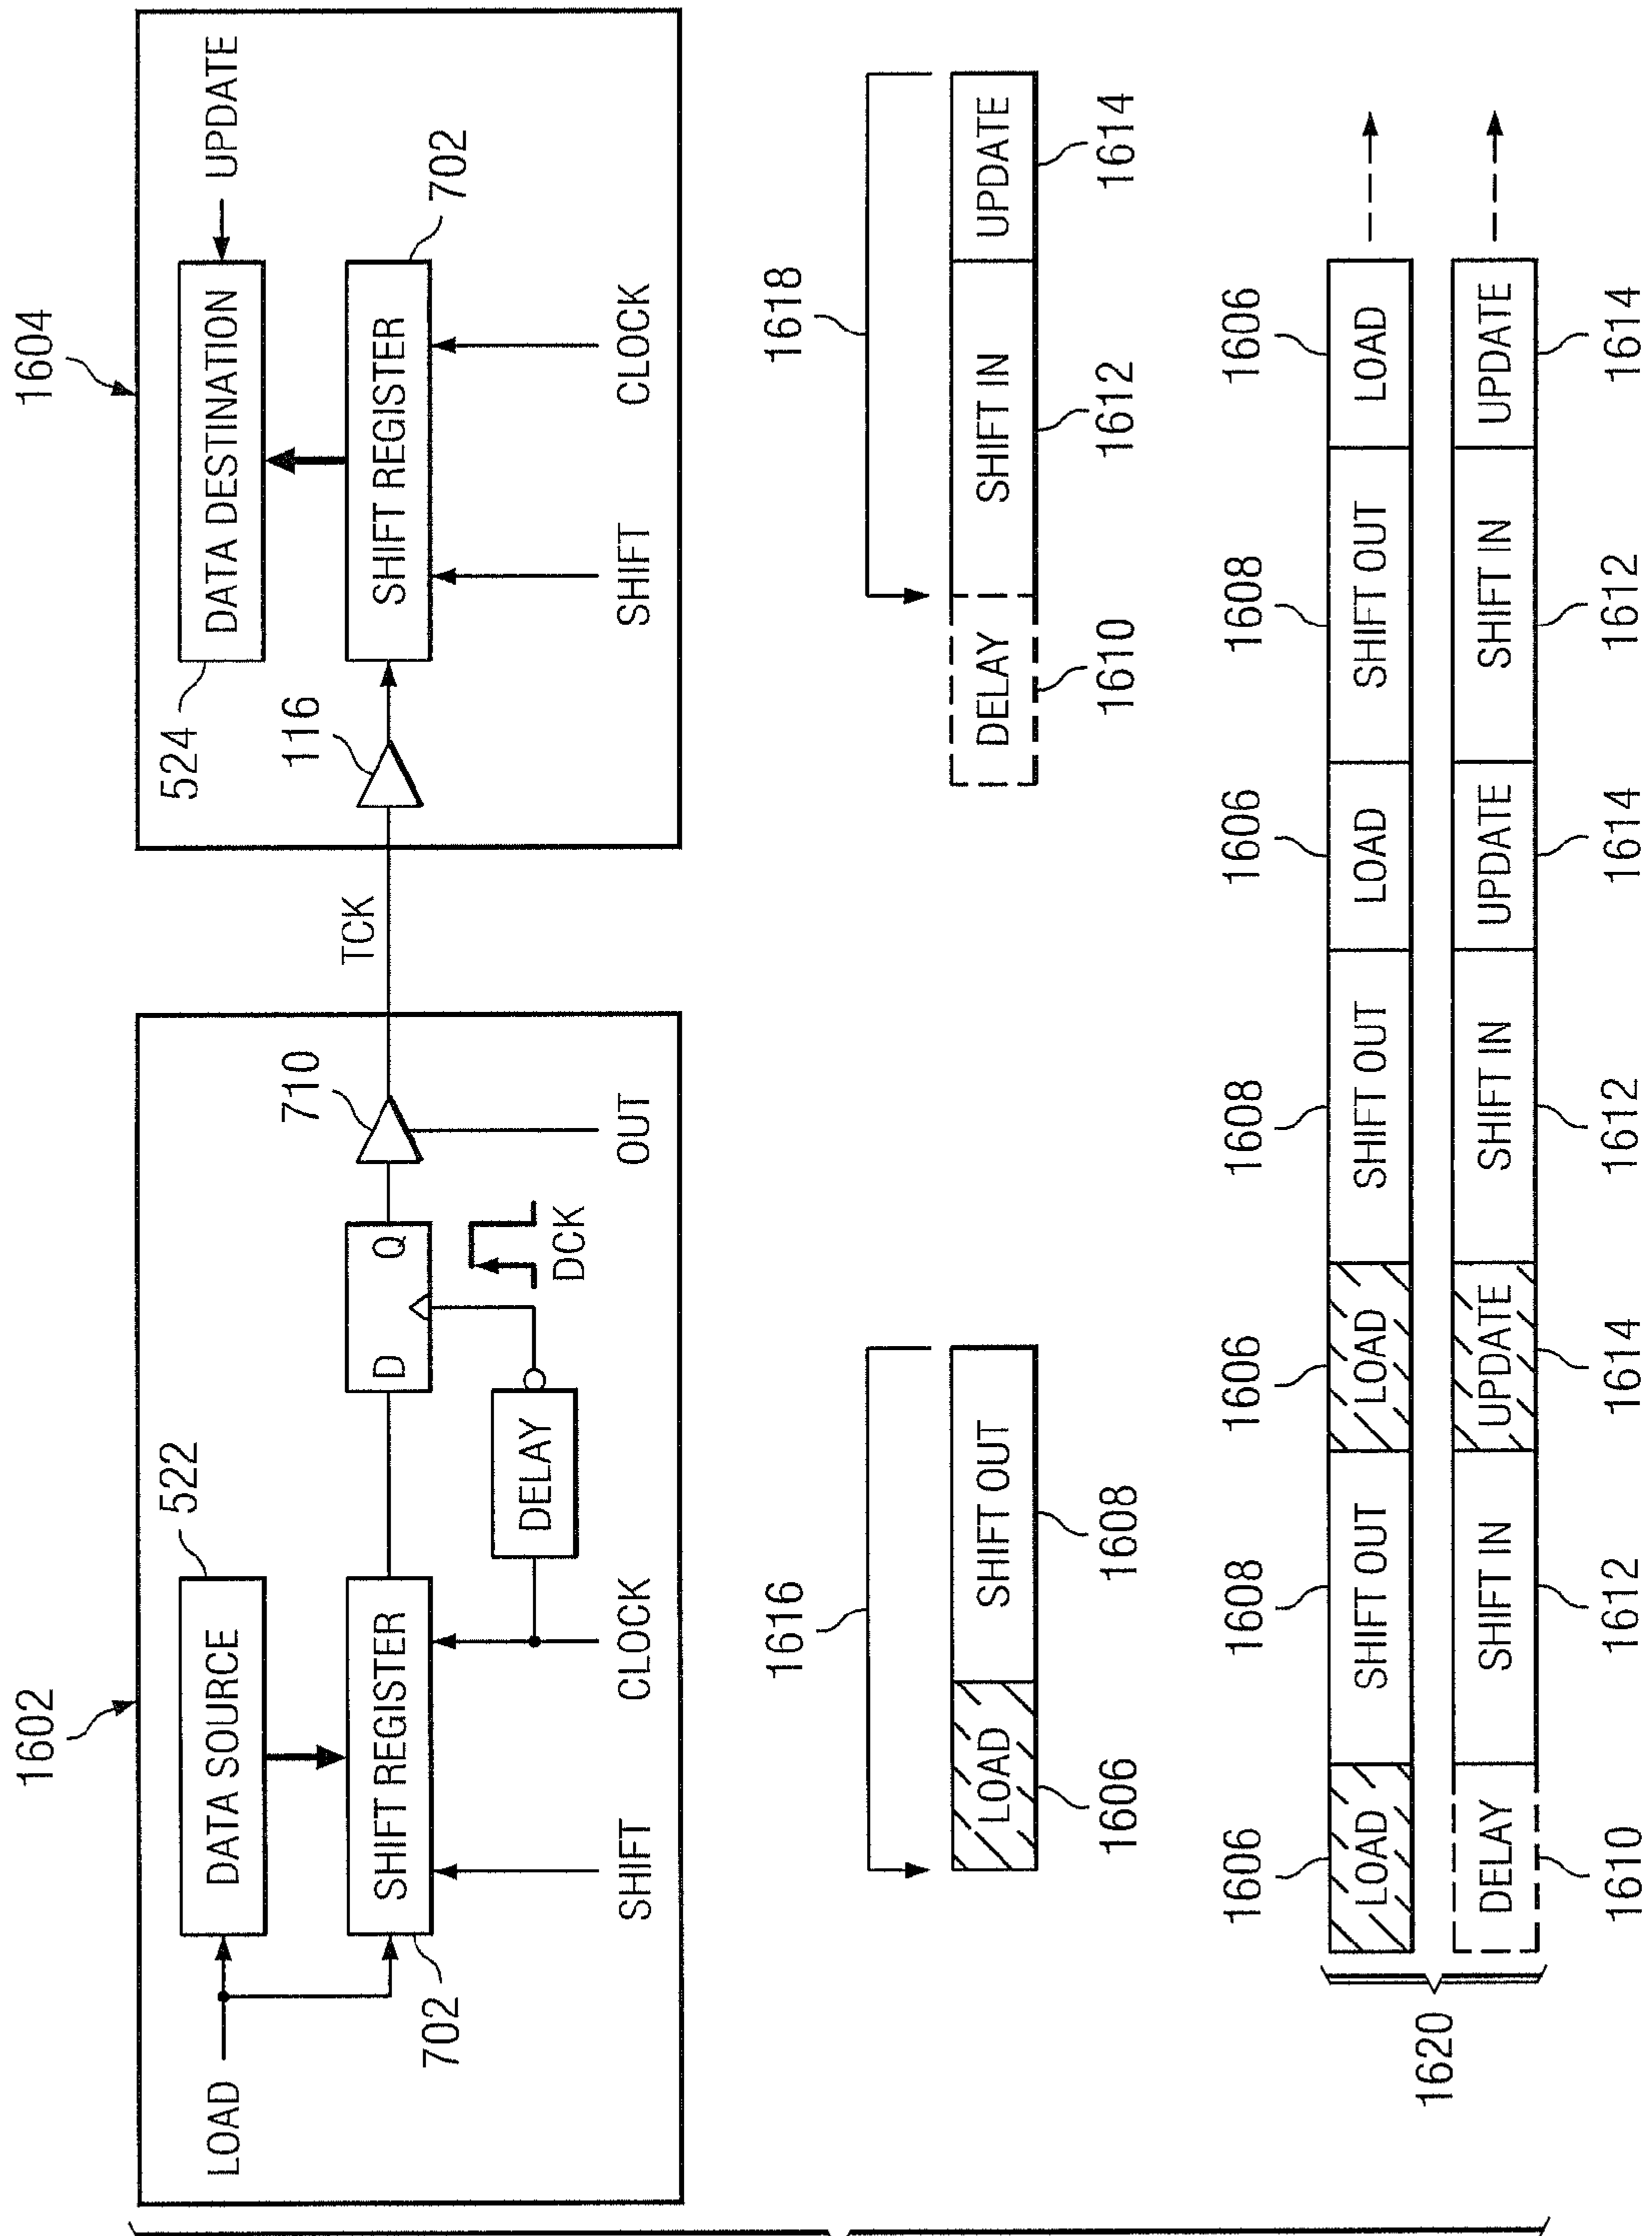 1602
1604
LOAD
DATA SOURCE
522
SHIFT REGISTER
702
SHIFT
CLOCK
DELAY
D Q
DCK
710
OUT
TCK
116
524
DATA DESTINATION
UPDATE
SHIFT REGISTER
702
SHIFT
CLOCK
1616
LOAD SHIFT OUT
1606 1608
1618
DELAY SHIFT IN UPDATE
1610 1612 1614
1606 1608 1606 1608 1606 1608 1606
LOAD SHIFT OUT LOAD SHIFT OUT LOAD SHIFT OUT LOAD
DELAY SHIFT IN UPDATE SHIFT IN UPDATE SHIFT IN UPDATE
1610 1612 1614 1612 1614 1612 1614
1620